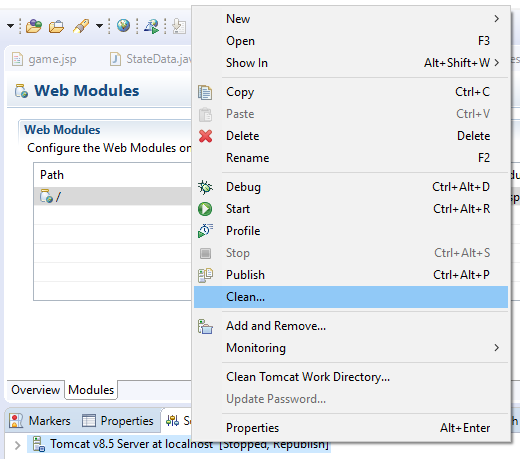 game.jsp
StateData.jav
Web Modules
Web Modules
Configure the Web Modules on
Path
/
Overview
Modules
Markers
Properties
Tomcat v8.5 Server at localhost [Stopped, Republish]
New
Open F3
Show In Alt+Shift+W
Copy Ctrl+C
Paste Ctrl+V
Delete Delete
Rename F2
Debug Ctrl+Alt+D
Start Ctrl+Alt+R
Profile
Stop Ctrl+Alt+S
Publish Ctrl+Alt+P
Clean...
Add and Remove...
Monitoring
Clean Tomcat Work Directory...
Update Password...
Properties Alt+Enter